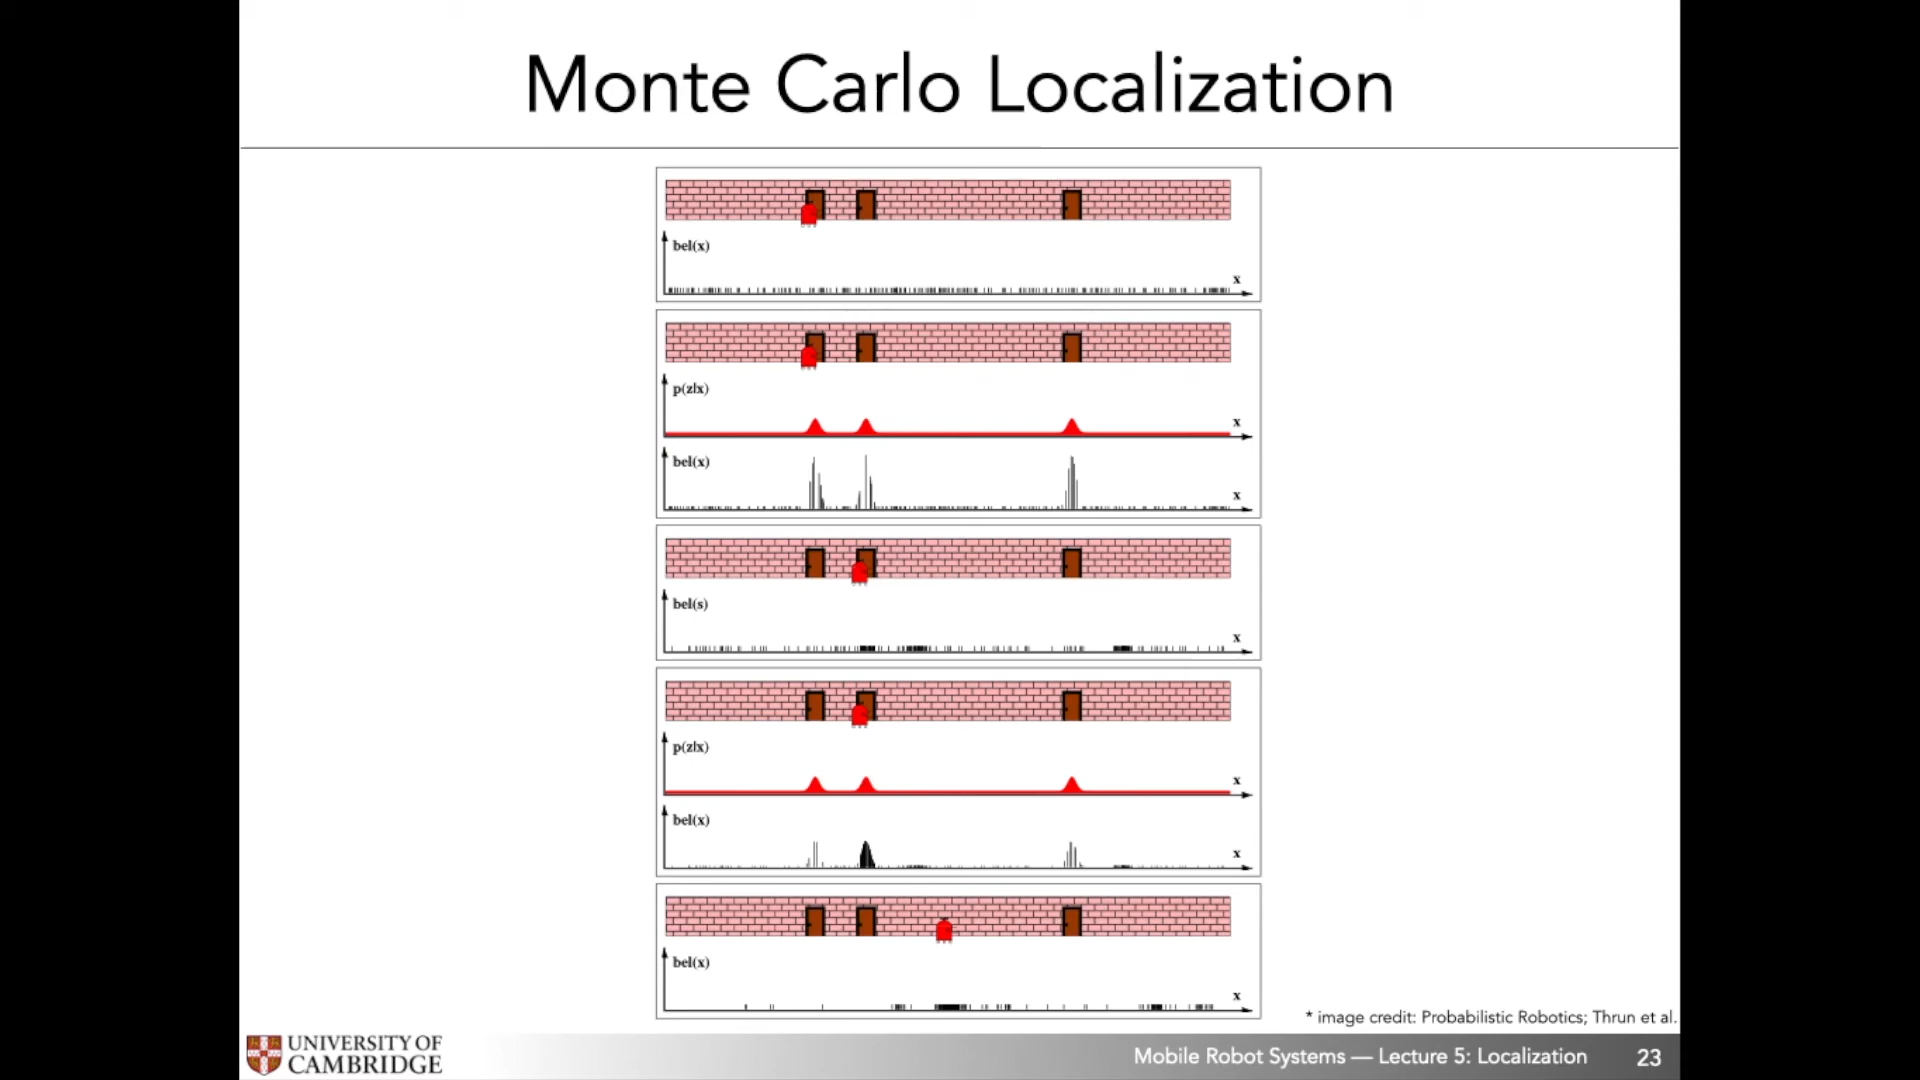 Monte Carlo Localization
bel(x)
x
p(z|x)
x
bel(x)
x
bel(s)
x
p(z|x)
x
bel(x)
x
bel(x)
x
* image credit: Probabilistic Robotics; Thrun et al.
UNIVERSITY OF
CAMBRIDGE
Mobile Robot Systems — Lecture 5: Localization 23